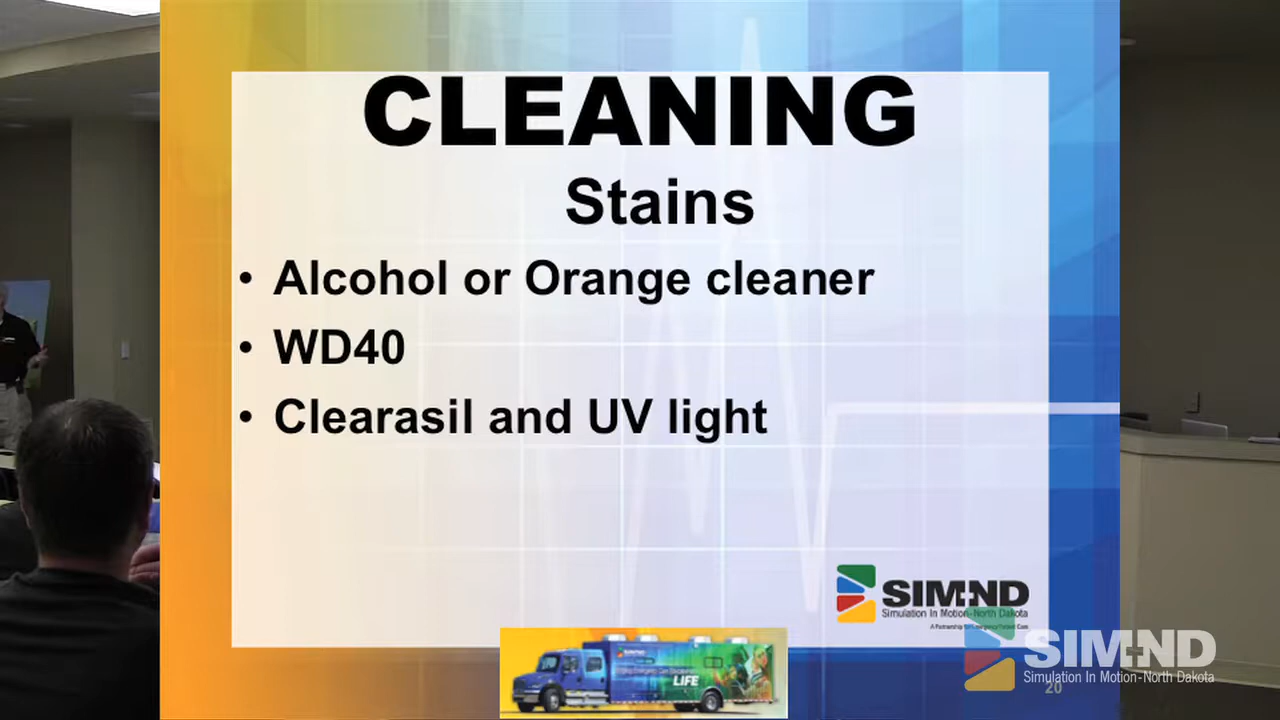 CLEANING
Stains
• Alcohol or Orange cleaner
• WD40
• Clearasil and UV light
SIM-ND
Simulation In Motion-North Dakota
LIFE
SIM-ND
Simulation In Motion-North Dakota
20